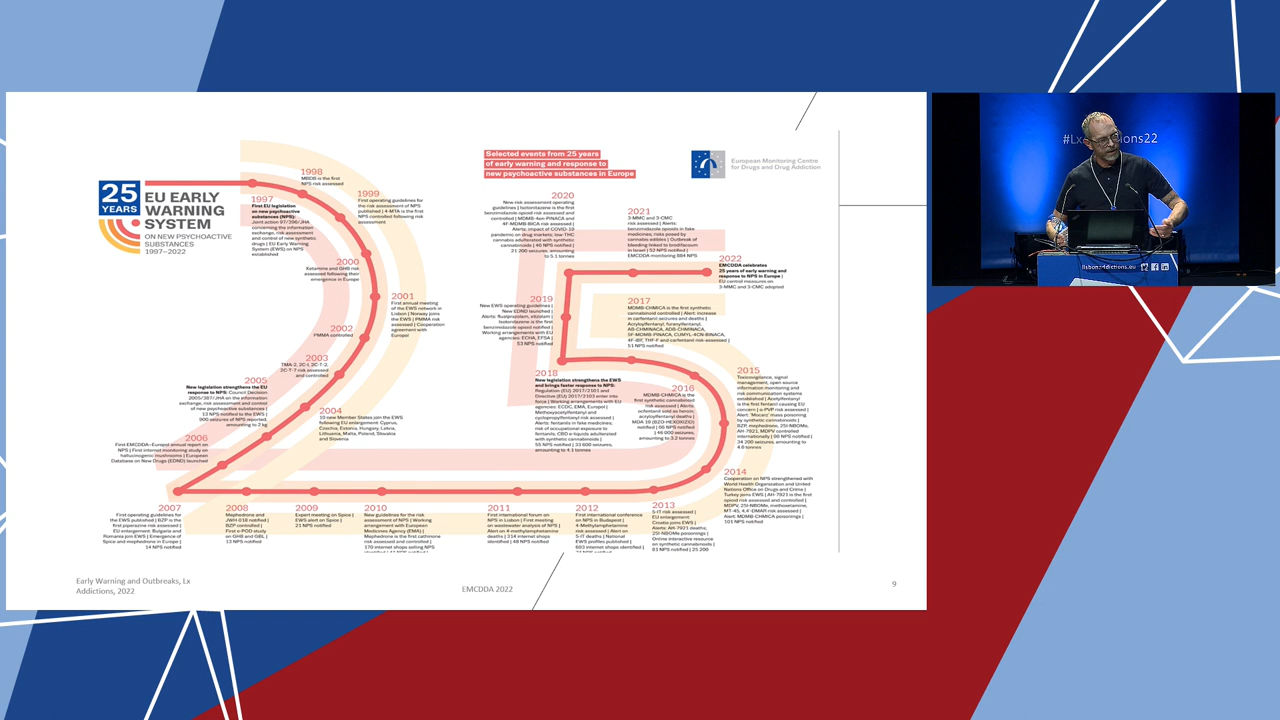 25
YEARS
EU EARLY
WARNING
SYSTEM
ON NEW PSYCHOACTIVE
SUBSTANCES
1997–2022
Selected events from 25 years
of early warning and response to
new psychoactive substances in Europe
European Monitoring Centre
for Drugs and Drug Addiction
1997
First EU legislation
on new psychoactive
substances (NPS):
Joint action 97/396/JHA
concerning the information
exchange, risk assessment
and control of new synthetic
drugs | EU Early Warning
System (EWS) on NPS
established
1998
MBDB is the first
NPS risk assessed
1999
First operating guidelines for
the risk assessment of NPS
published | 4-MTA is the first
NPS controlled following risk
assessment
2000
Ketamine and GHB risk
assessed following their
emergence in Europe
2001
First annual meeting
of the EWS network in
Lisbon | Norway joins
the EWS | PMMA risk
assessed | Cooperation
agreement with
Europol
2002
PMMA controlled
2003
TMA-2, 2C-I, 2C-T-2,
2C-T-7 risk assessed
and controlled
2004
10 new Member States join the EWS
following EU enlargement: Cyprus,
Czechia, Estonia, Hungary, Latvia,
Lithuania, Malta, Poland, Slovakia
and Slovenia
2005
New legislation strengthens the EU
response to NPS: Council Decision
2005/387/JHA on the information
exchange, risk assessment and control
of new psychoactive substances |
13 NPS notified to the EWS |
900 seizures of NPS reported,
amounting to 2 kg
2006
First EMCDDA–Europol annual report on
NPS | First internet monitoring study on
hallucinogenic mushrooms | European
Database on New Drugs (EDND) launched
2007
First operating guidelines for
the EWS published | BZP is the
first piperazine risk assessed |
EU enlargement: Bulgaria and
Romania join EWS | Emergence of
Spice and mephedrone in Europe |
14 NPS notified
2008
Mephedrone and
JWH-018 notified |
BZP controlled |
First e-POD study
on GHB and GBL |
13 NPS notified
2009
Expert meeting on Spice |
EWS alert on Spice |
21 NPS notified
2010
New guidelines for the risk
assessment of NPS | Working
arrangement with European
Medicines Agency (EMA) |
Mephedrone is the first cathinone
risk assessed and controlled |
170 internet shops selling NPS
2011
First international forum on
NPS in Lisbon | First meeting
on wastewater analysis of NPS |
Alert on 4-methylamphetamine
deaths | 314 internet shops
identified | 48 NPS notified
2012
First international conference
on NPS in Budapest |
4-Methylamphetamine
risk assessed | Alert on
5-IT deaths | National
EWS profiles published |
693 internet shops identified |
2013
5-IT risk assessed |
EU enlargement:
Croatia joins EWS |
Alerts: AH-7921 deaths,
25I-NBOMe poisonings |
Online interactive resource
on synthetic cannabinoids |
81 NPS notified | 25 200
2014
Cooperation on NPS strengthened with
World Health Organization and United
Nations Office on Drugs and Crime |
Turkey joins EWS | AH-7921 is the first
opioid risk assessed and controlled |
MDPV, 25I-NBOMe, methoxetamine,
MT-45, 4,4'-DMAR risk assessed |
Alert: MDMB-CHMICA poisonings |
101 NPS notified
2015
Toxicovigilance, signal
management, open source
information monitoring and
risk communication systems
established | Acetylfentanyl
is the first fentanil causing EU
concern | α-PVP risk assessed |
Alert: 'Mocarz' mass poisoning
by synthetic cannabinoids |
BZP, mephedrone, 25I-NBOMe,
AH-7921, MDPV controlled
internationally | 98 NPS notified |
34 200 seizures, amounting to
4.6 tonnes
2016
MDMB-CHMICA is the
first synthetic cannabinoid
risk assessed | Alerts:
ocfentanil sold as heroin,
acryloylfentanyl deaths |
MDA 19 (BZO-HEXOXIZID)
| 66 NPS notified
| 46 000 seizures,
amounting to 3.2 tonnes
2017
MDMB-CHMICA is the first synthetic
cannabinoid controlled | Alert: increase
in carfentanil seizures and deaths |
Acryloylfentanyl, furanylfentanyl,
AB-CHMINACA, ADB-CHMINACA,
5F-MDMB-PINACA, CUMYL-4CN-BINACA,
4F-iBF, THF-F and carfentanil risk-assessed |
51 NPS notified
2018
New legislation strengthens the EWS
and brings faster response to NPS:
Regulation (EU) 2017/2101 and
Directive (EU) 2017/2103 enter into
force | Working arrangements with EU
agencies: ECDC, EMA, Europol |
Methoxyacetylfentanyl and
cyclopropylfentanyl risk-assessed |
Alerts: fentanils in fake medicines;
risk of occupational exposure to
fentanils; CBD e-liquids adulterated
with synthetic cannabinoids |
55 NPS notified | 33 600 seizures,
amounting to 4.1 tonnes
2019
New EWS operating guidelines |
New EDND launched |
Alerts: flualprazolam, etizolam |
Isotonitazene is the first
benzimidazole opioid notified |
Working arrangements with EU
agencies: ECHA, EFSA |
53 NPS notified
2020
New risk assessment operating
guidelines | Isotonitazene is the first
benzimidazole opioid risk assessed and
controlled | MDMB-4en-PINACA and
4F-MDMB-BICA risk assessed |
Alerts: impact of COVID-19
pandemic on drug markets, low-THC
cannabis adulterated with synthetic
cannabinoids | 46 NPS notified |
21 200 seizures, amounting
to 5.1 tonnes
2021
3-MMC and 3-CMC
risk assessed | Alerts:
benzimidazole opioids in fake
medicines, risks posed by
cannabis edibles | Outbreak of
bleeding linked to brodifacoum
in Israel | 52 NPS notified |
EMCDDA monitoring 884 NPS
2022
EMCDDA celebrates
25 years of early warning and
response to NPS in Europe |
EU control measures on
3-MMC and 3-CMC adopted
Early Warning and Outbreaks, Lx
Addictions, 2022
EMCDDA 2022
9